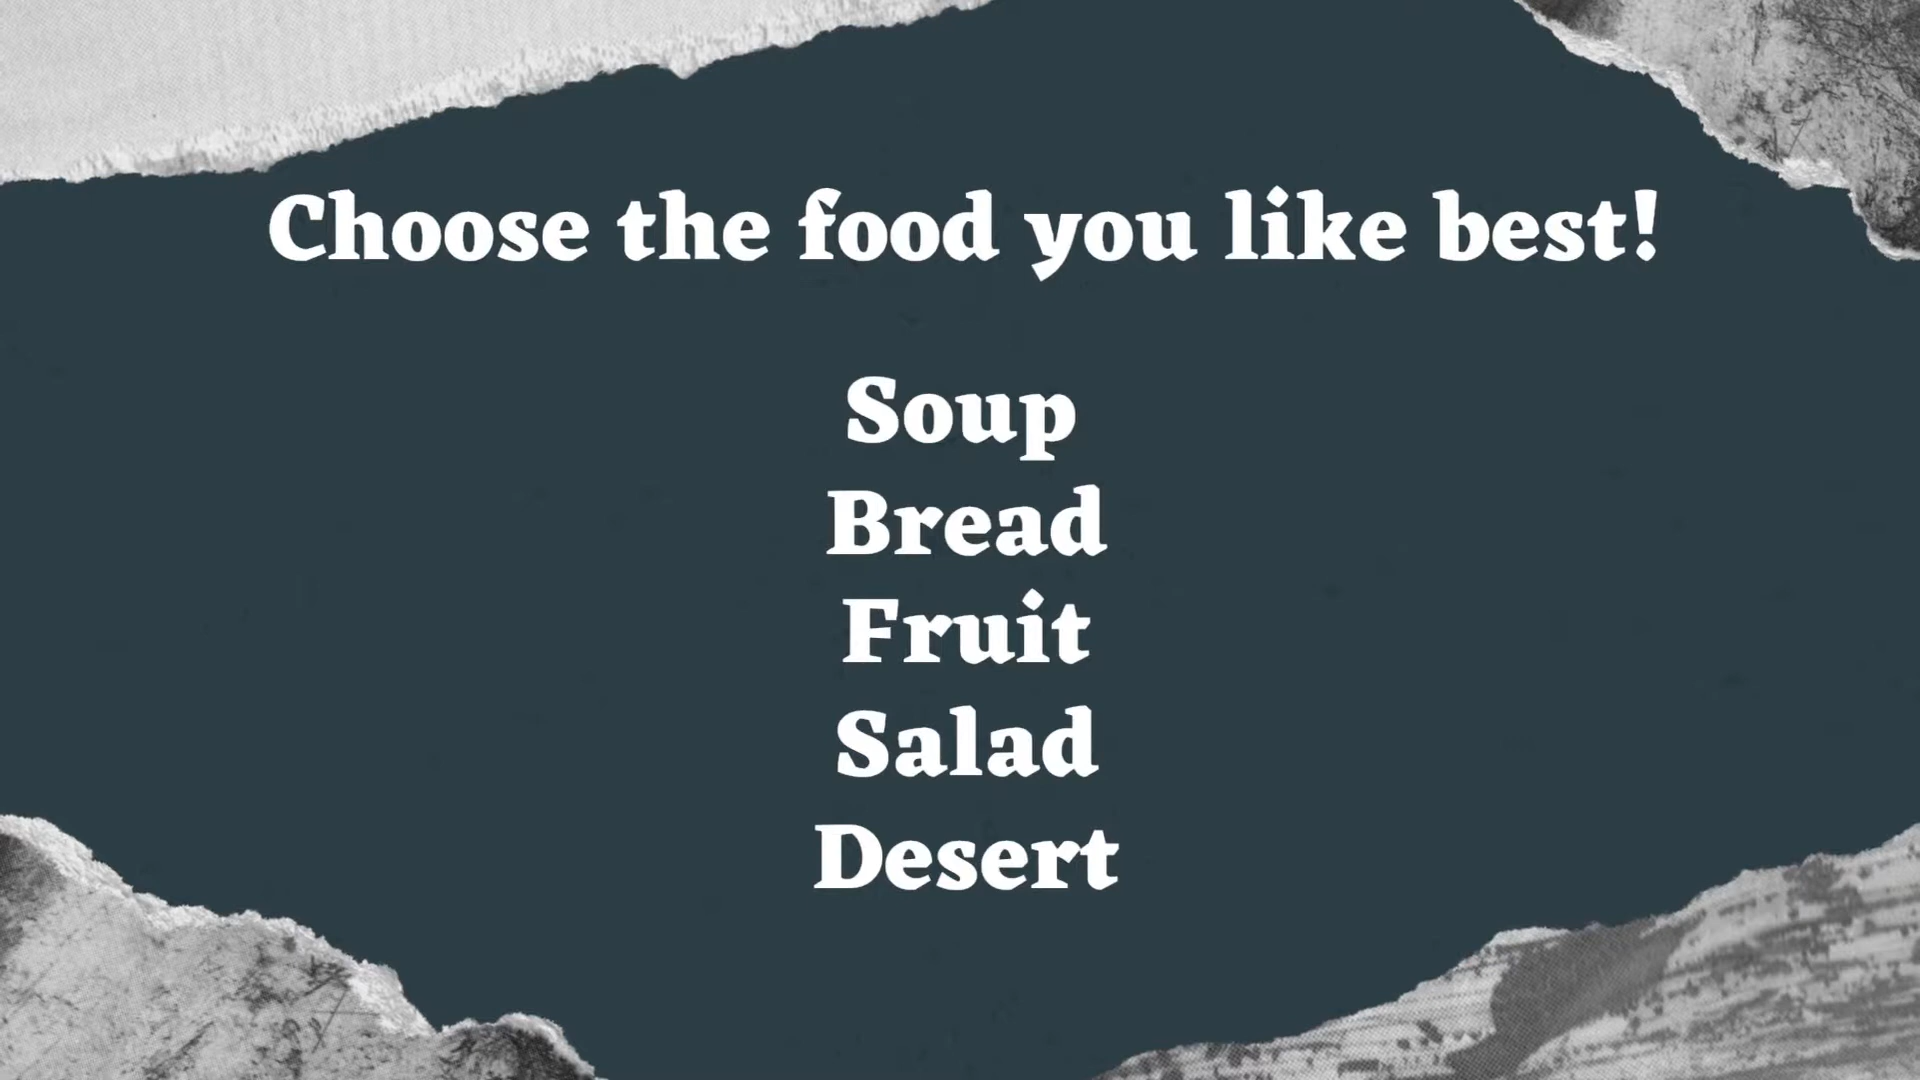 Choose the food you like best!
Soup
Bread
Fruit
Salad
Desert